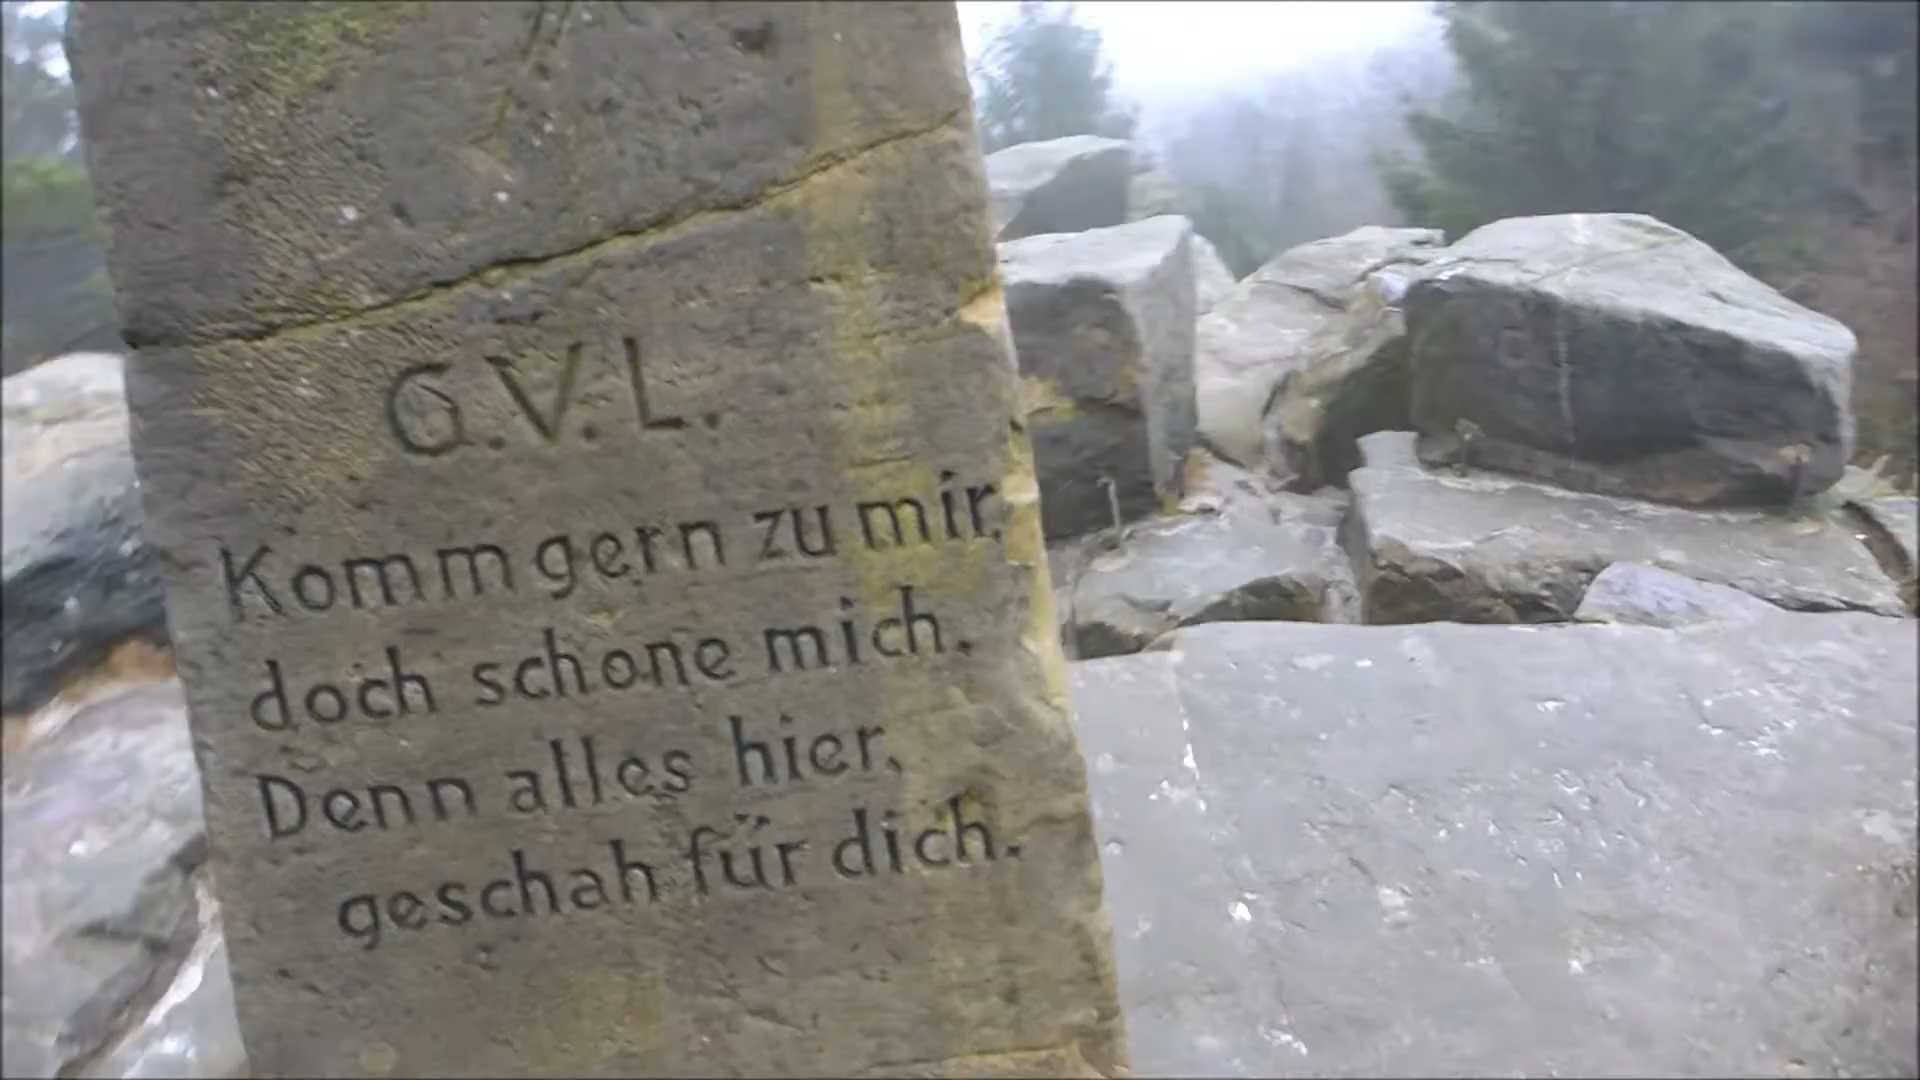 G.V.L.
Komm gern zu mir,
doch schone mich.
Denn alles hier,
geschah für dich.